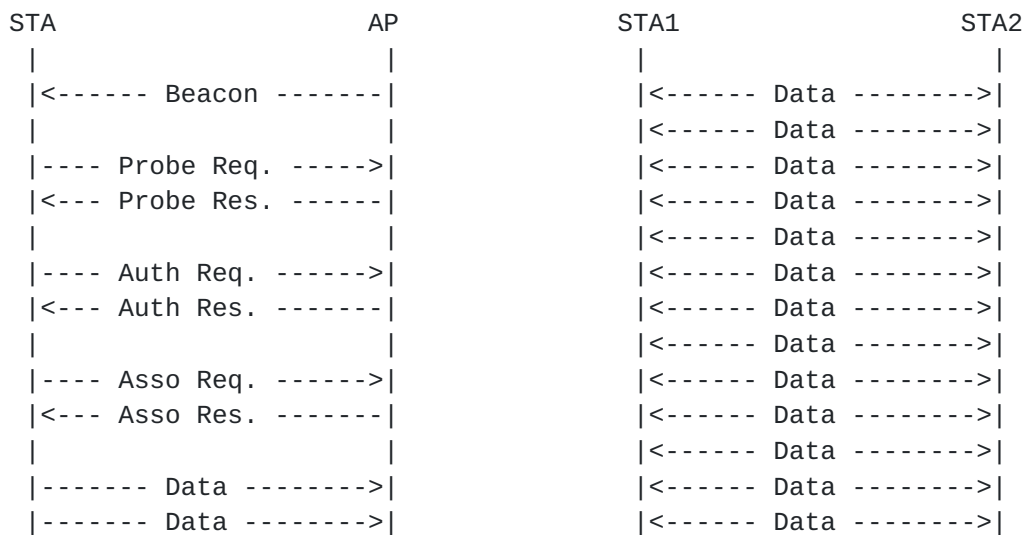 STA                    AP               STA1                  STA2
 |                      |                |                      |
 |<------ Beacon -------|                |<------ Data -------->|
 |                      |                |<------ Data -------->|
 |---- Probe Req. ----->|                |<------ Data -------->|
 |<--- Probe Res. ------|                |<------ Data -------->|
 |                      |                |<------ Data -------->|
 |---- Auth Req. ------>|                |<------ Data -------->|
 |<--- Auth Res. -------|                |<------ Data -------->|
 |                      |                |<------ Data -------->|
 |---- Asso Req. ------>|                |<------ Data -------->|
 |<--- Asso Res. -------|                |<------ Data -------->|
 |                      |                |<------ Data -------->|
 |------- Data -------->|                |<------ Data -------->|
 |------- Data -------->|                |<------ Data -------->|